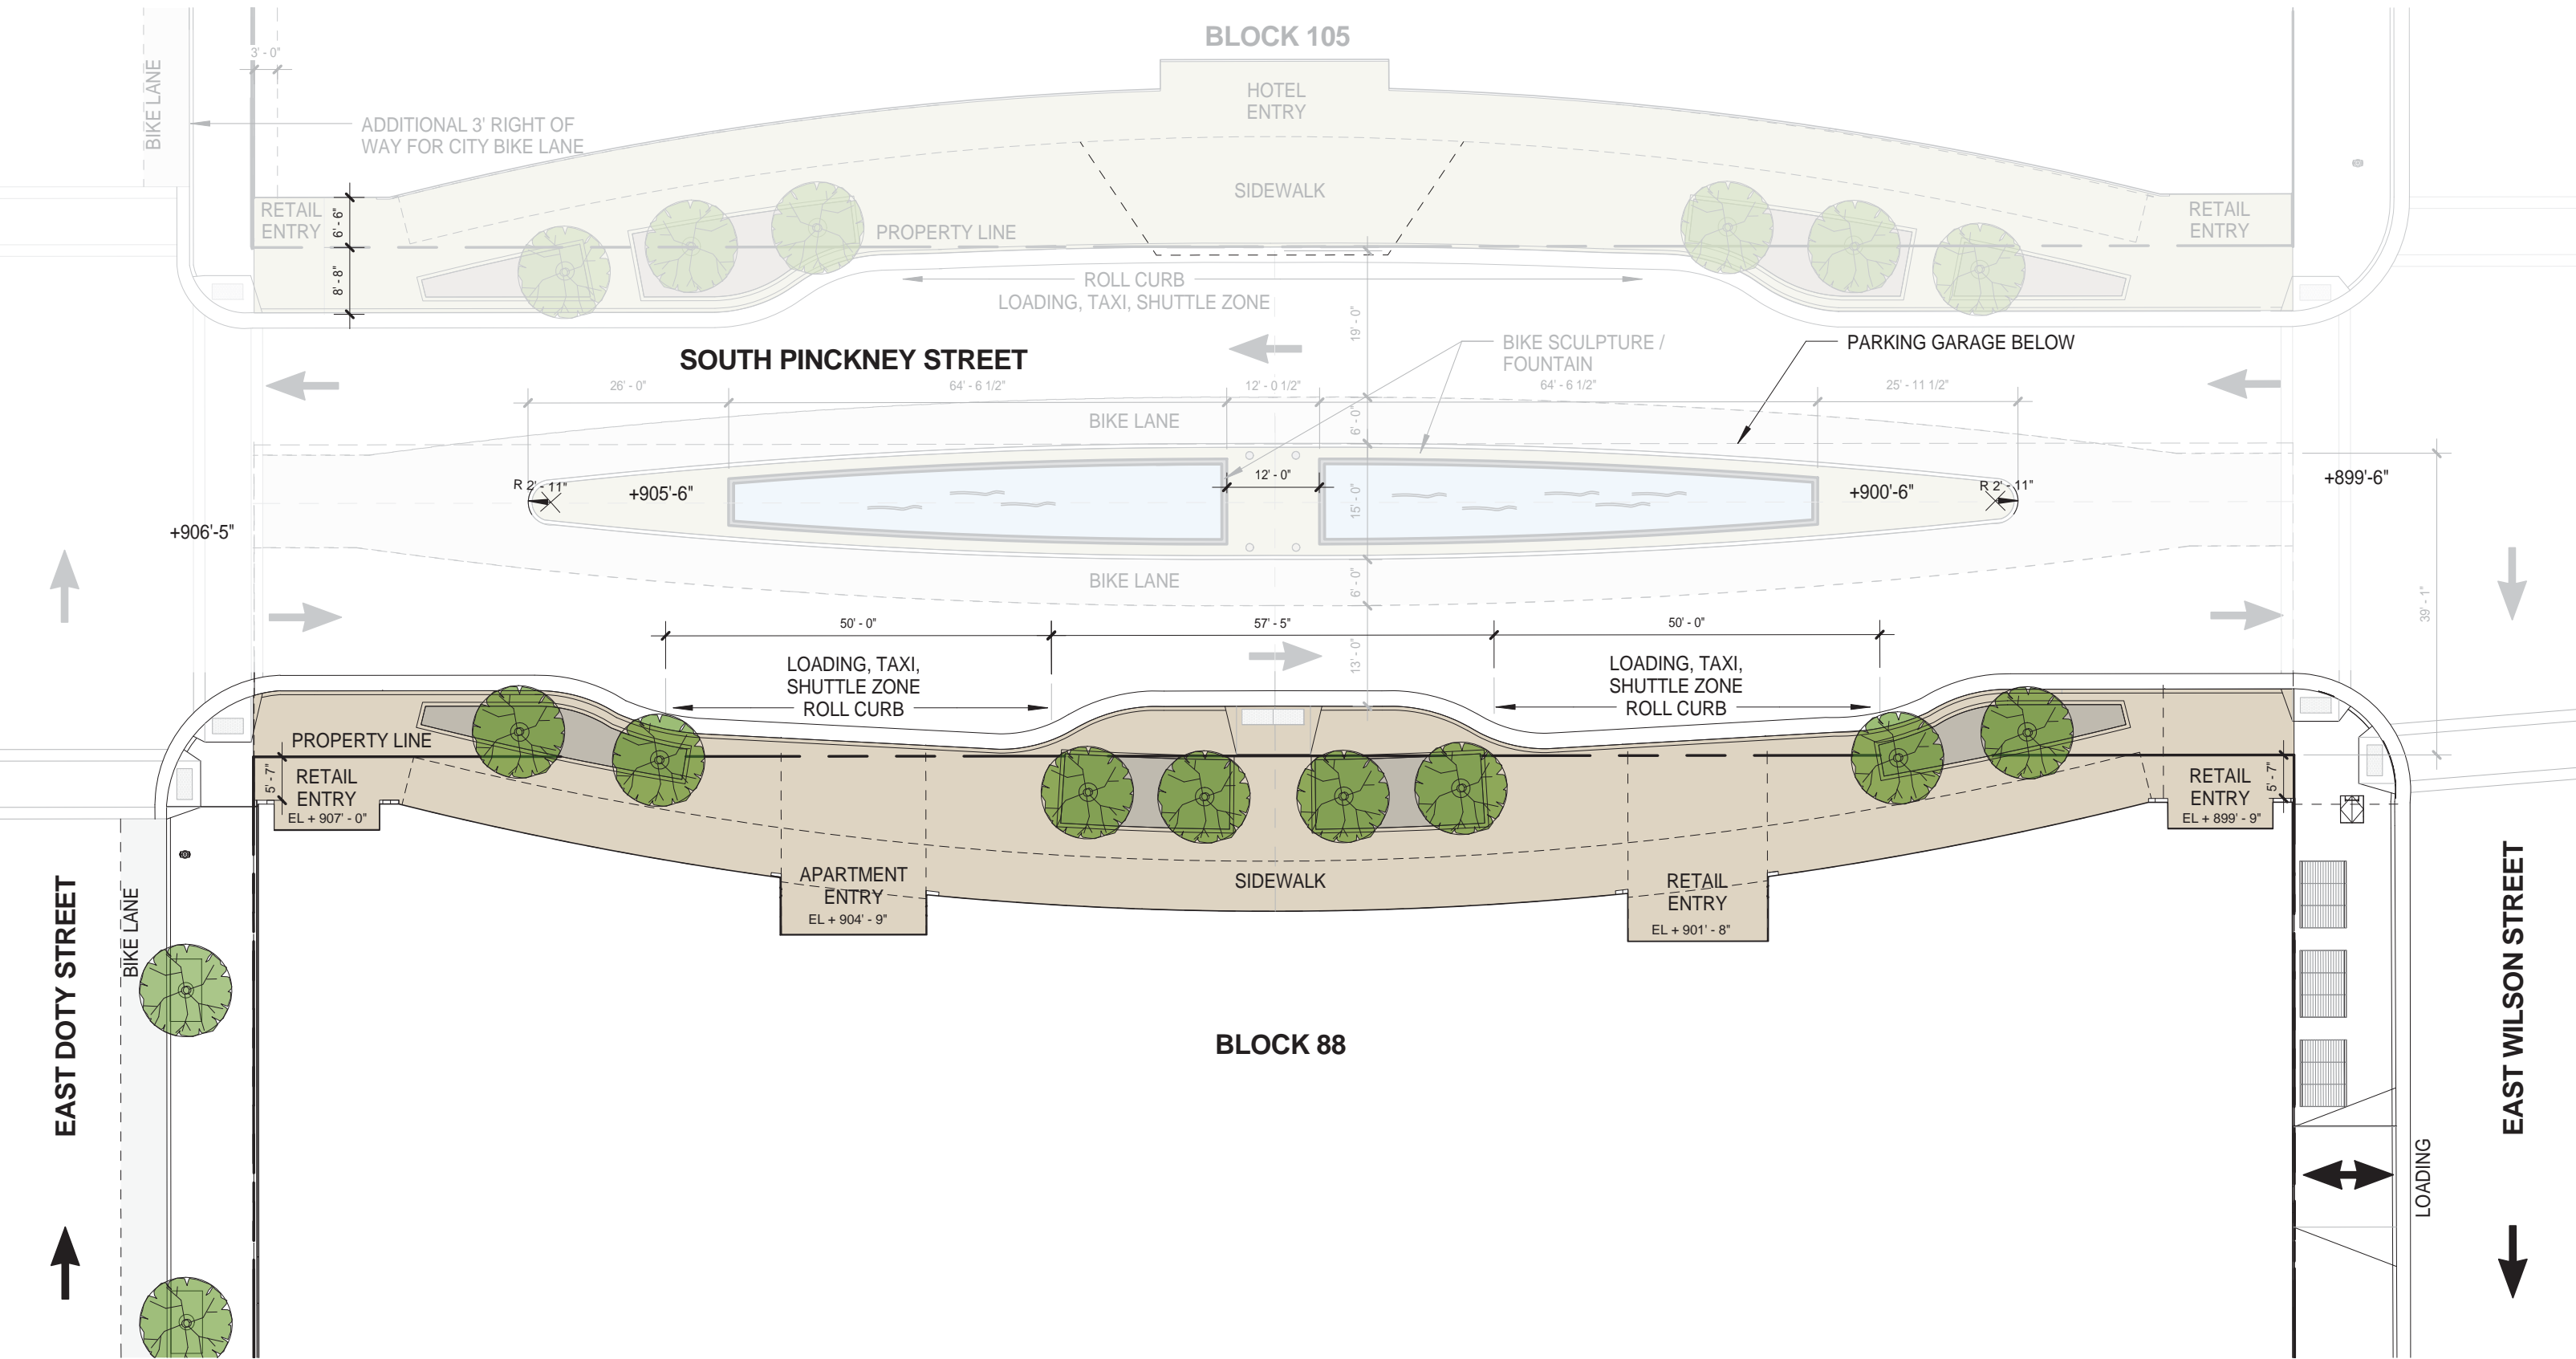 BLOCK 105
3' - 0"
BIKE LANE
HOTEL
ENTRY
ADDITIONAL 3' RIGHT OF
WAY FOR CITY BIKE LANE
SIDEWALK
RETAIL
ENTRY
6' - 6"
8' - 8"
PROPERTY LINE
RETAIL
ENTRY
ROLL CURB
LOADING, TAXI, SHUTTLE ZONE
19' - 0"
SOUTH PINCKNEY STREET
BIKE SCULPTURE /
FOUNTAIN
PARKING GARAGE BELOW
26' - 0"
64' - 6 1/2"
12' - 0 1/2"
64' - 6 1/2"
25' - 11 1/2"
BIKE LANE
6' - 0"
R 2' - 11"
+905'-6"
12' - 0"
15' - 0"
+900'-6"
R 2' - 11"
+899'-6"
+906'-5"
BIKE LANE
6' - 0"
39' - 1"
50' - 0"
57' - 5"
50' - 0"
13' - 0"
LOADING, TAXI,
SHUTTLE ZONE
ROLL CURB
LOADING, TAXI,
SHUTTLE ZONE
ROLL CURB
PROPERTY LINE
5' - 7"
RETAIL
ENTRY
EL + 907' - 0"
RETAIL
ENTRY
EL + 899' - 9"
5' - 7"
APARTMENT
ENTRY
EL + 904' - 9"
SIDEWALK
RETAIL
ENTRY
EL + 901' - 8"
EAST DOTY STREET
BIKE LANE
BLOCK 88
EAST WILSON STREET
LOADING